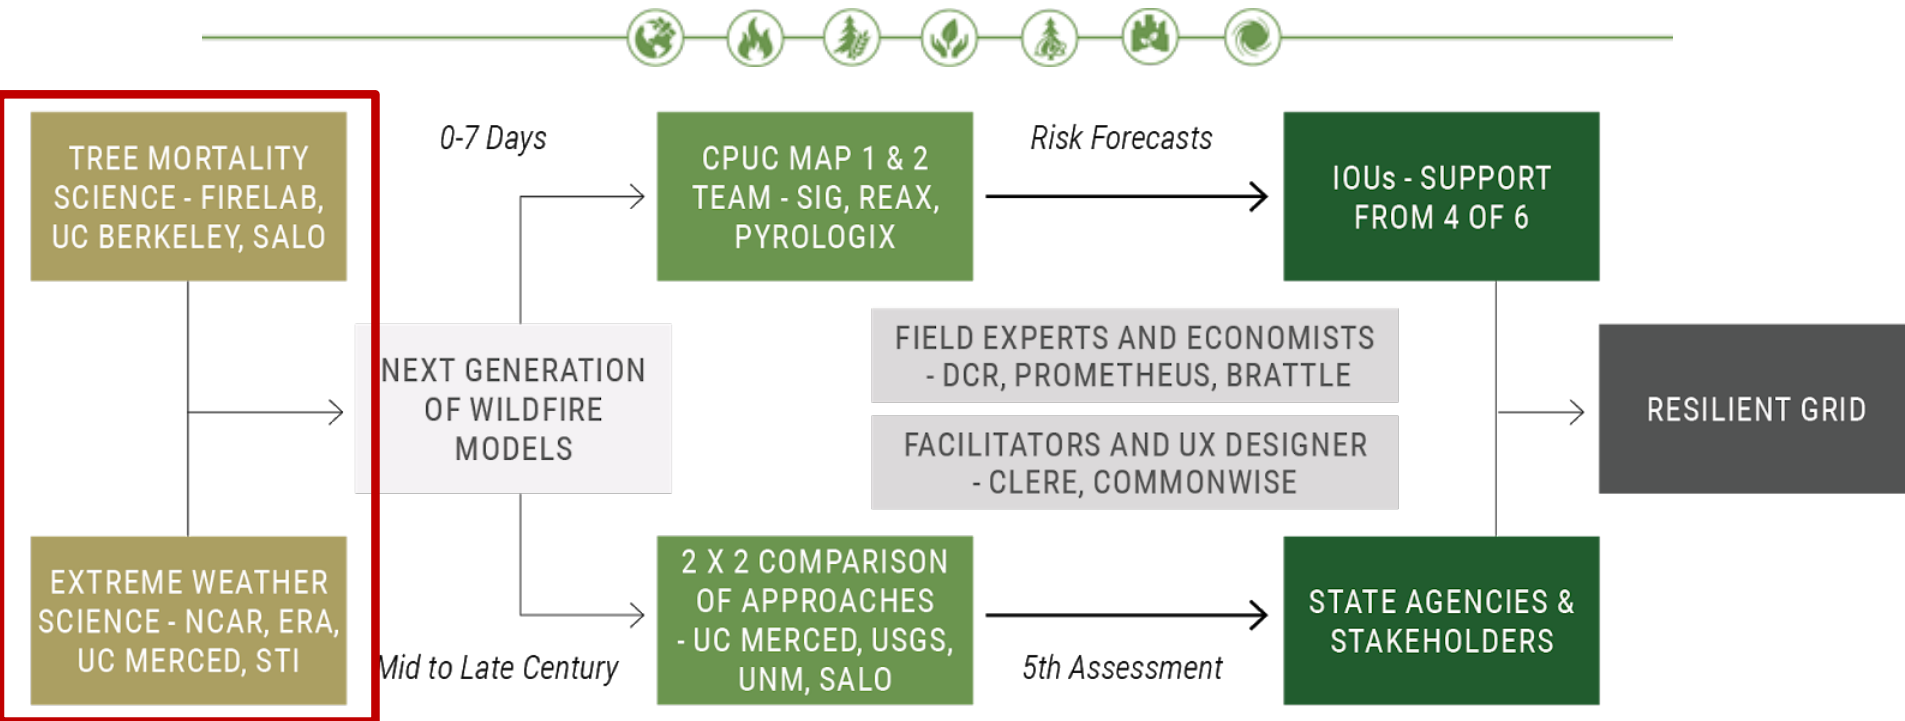 TREE MORTALITY
SCIENCE - FIRELAB,
UC BERKELEY, SALO
0-7 Days
CPUC MAP 1 & 2
TEAM - SIG, REAX,
PYROLOGIX
Risk Forecasts
IOUs - SUPPORT
FROM 4 OF 6
NEXT GENERATION
OF WILDFIRE
MODELS
FIELD EXPERTS AND ECONOMISTS
- DCR, PROMETHEUS, BRATTLE
FACILITATORS AND UX DESIGNER
- CLERE, COMMONWISE
RESILIENT GRID
EXTREME WEATHER
SCIENCE - NCAR, ERA,
UC MERCED, STI
Mid to Late Century
2 X 2 COMPARISON
OF APPROACHES
- UC MERCED, USGS,
UNM, SALO
5th Assessment
STATE AGENCIES &
STAKEHOLDERS